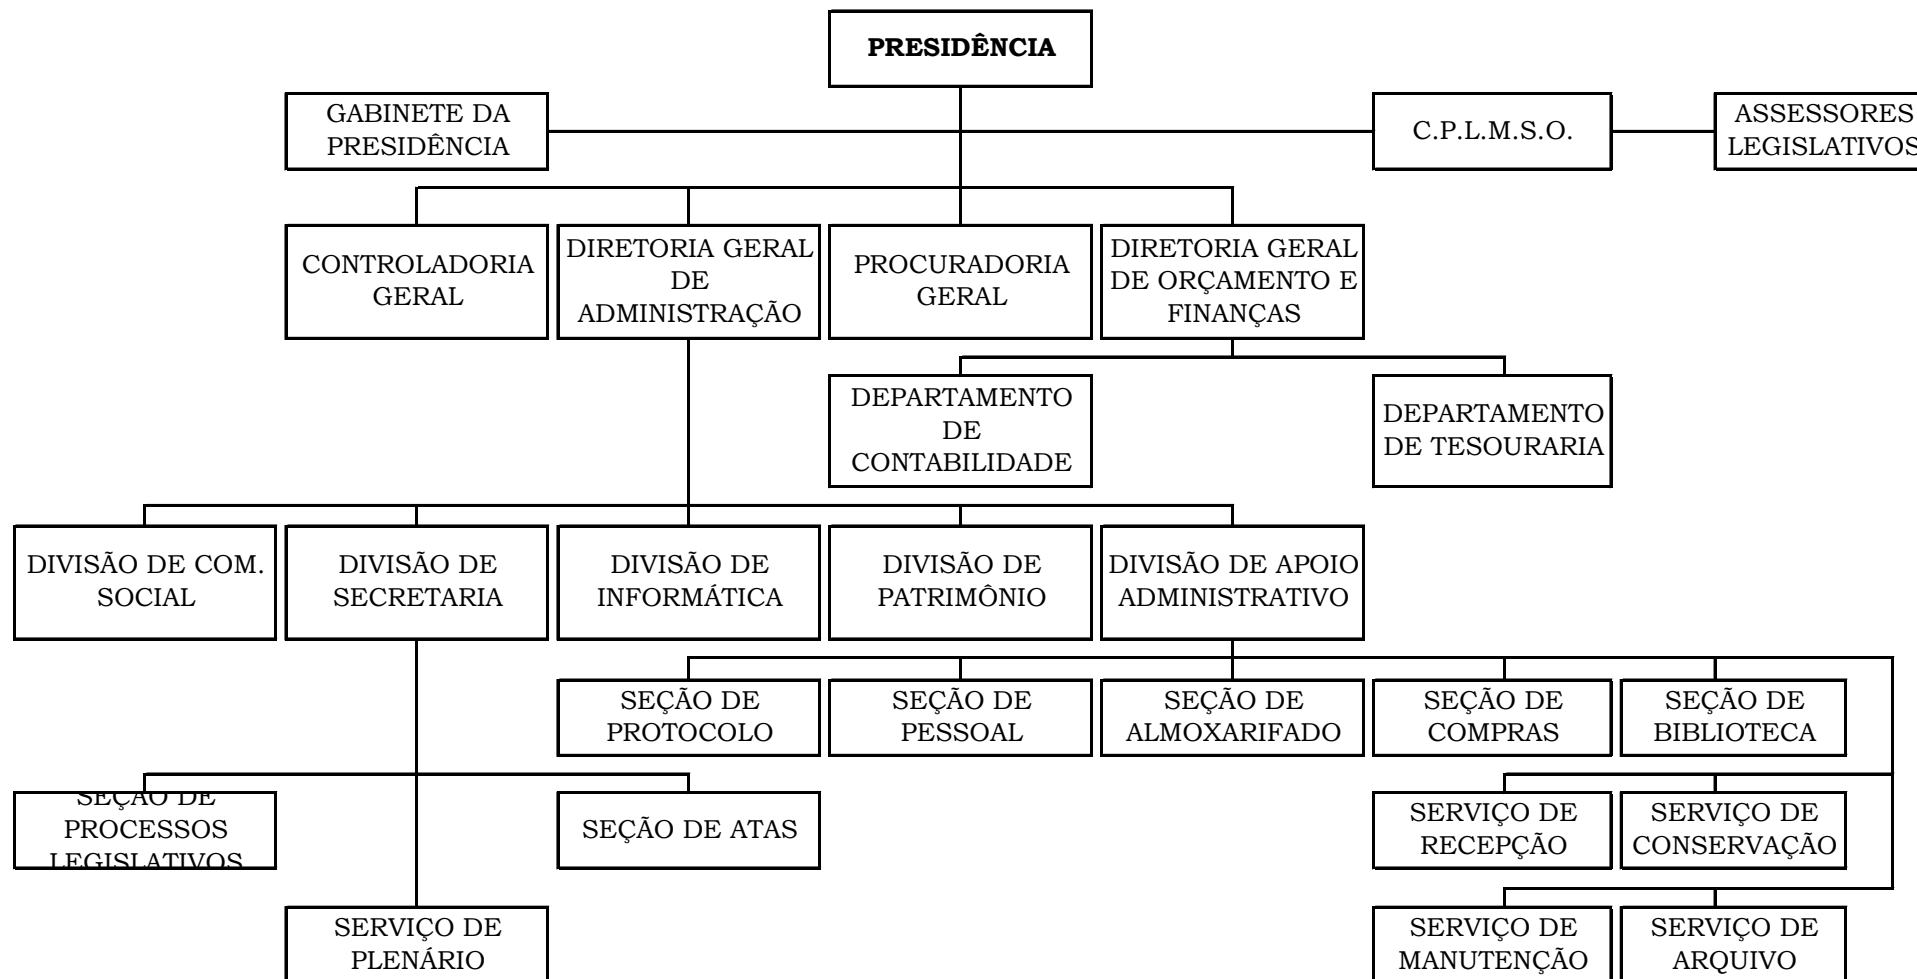 PRESIDÊNCIA
GABINETE DA
PRESIDÊNCIA
C.P.L.M.S.O.
ASSESSORES
LEGISLATIVOS
CONTROLADORIA
GERAL
DIRETORIA GERAL
DE
ADMINISTRAÇÃO
PROCURADORIA
GERAL
DIRETORIA GERAL
DE ORÇAMENTO E
FINANÇAS
DEPARTAMENTO
DE
CONTABILIDADE
DEPARTAMENTO
DE TESOURARIA
DIVISÃO DE COM.
SOCIAL
DIVISÃO DE
SECRETARIA
DIVISÃO DE
INFORMÁTICA
DIVISÃO DE
PATRIMÔNIO
DIVISÃO DE APOIO
ADMINISTRATIVO
SEÇÃO DE
PROTOCOLO
SEÇÃO DE
PESSOAL
SEÇÃO DE
ALMOXARIFADO
SEÇÃO DE
COMPRAS
SEÇÃO DE
BIBLIOTECA
SEÇÃO DE
PROCESSOS
LEGISLATIVOS
SEÇÃO DE ATAS
SERVIÇO DE
RECEPÇÃO
SERVIÇO DE
CONSERVAÇÃO
SERVIÇO DE
PLENÁRIO
SERVIÇO DE
MANUTENÇÃO
SERVIÇO DE
ARQUIVO